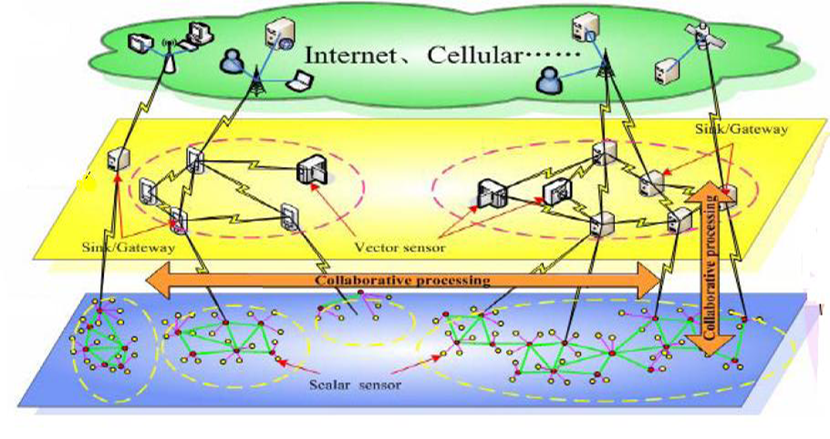 Internet、Cellular……
Sink/Gateway
Sink/Gateway
Vector sensor
Collaborative processing
Collaborative processing
Scalar sensor